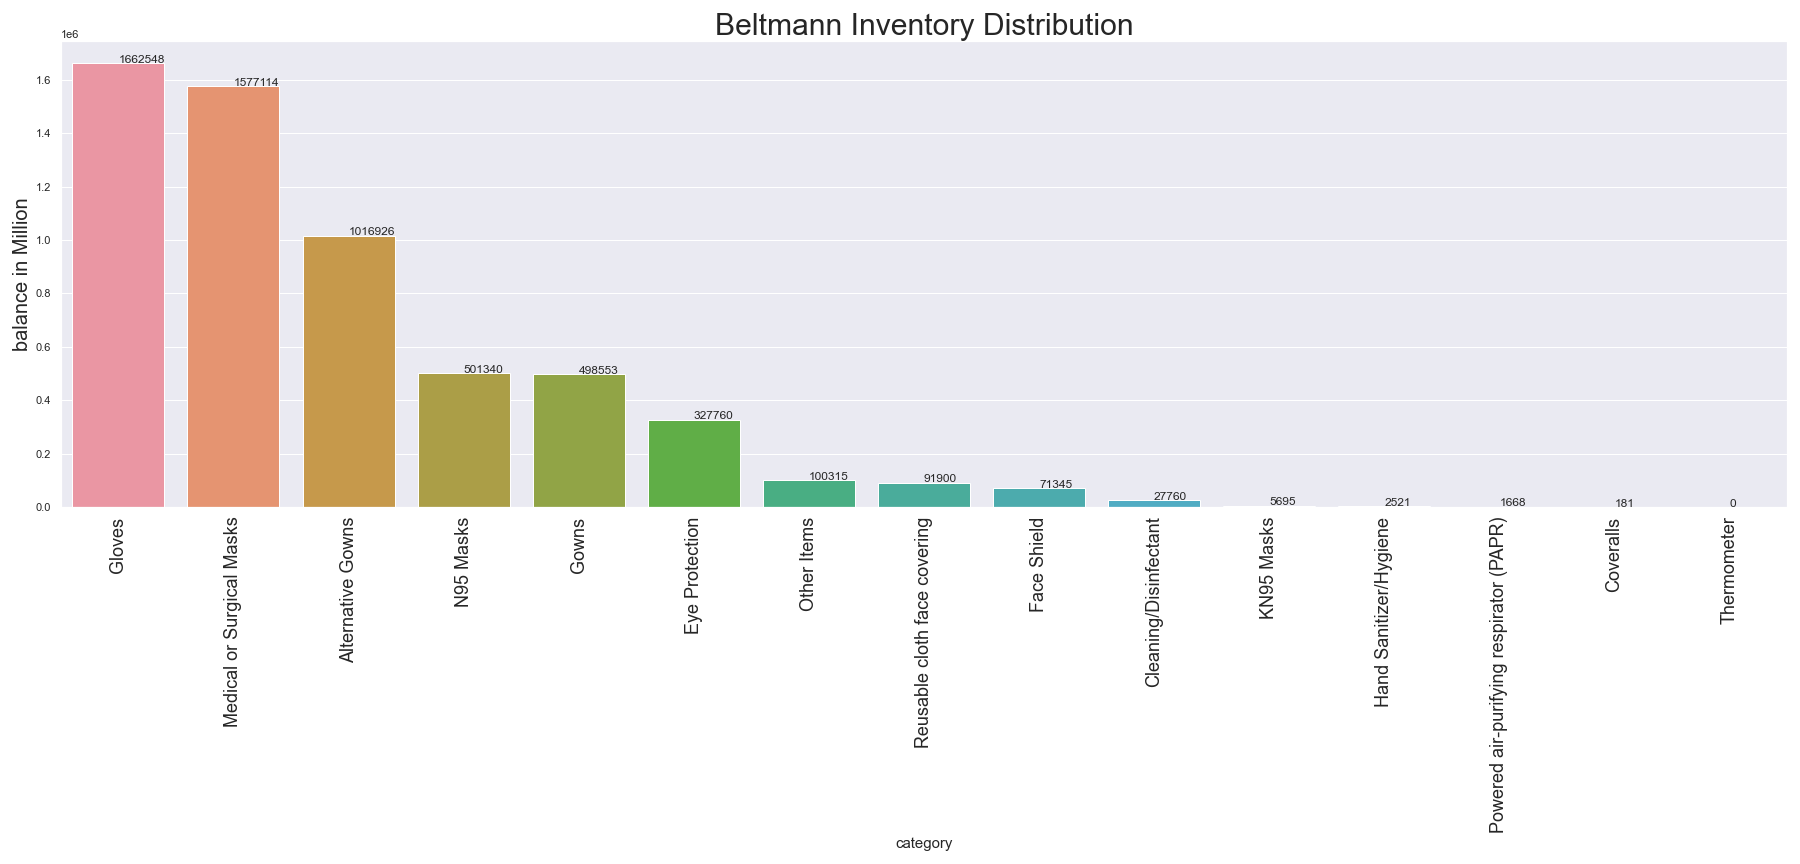 Beltmann Inventory Distribution
1e6
balance in Million
1.6
1.4
1.2
1.0
0.8
0.6
0.4
0.2
0.0
1662548
1577114
1016926
501340
498553
327760
100315
91900
71345
27760
5695
2521
1668
181
0
Gloves
Medical or Surgical Masks
Alternative Gowns
N95 Masks
Gowns
Eye Protection
Other Items
Reusable cloth face covering
Face Shield
Cleaning/Disinfectant
KN95 Masks
Hand Sanitizer/Hygiene
Powered air-purifying respirator (PAPR)
Coveralls
Thermometer
category